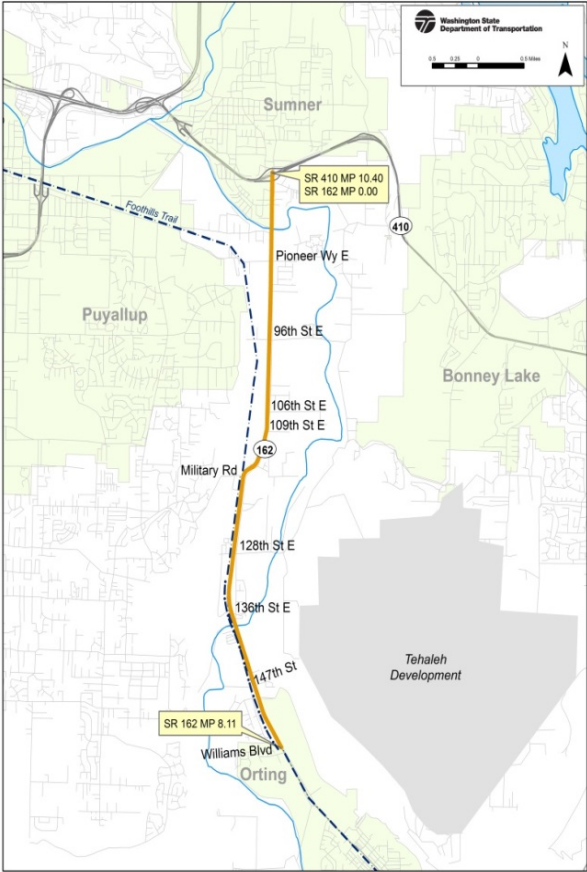 Washington State
Department of Transportation
0.5 0.25 0 0.5 Miles
N
Sumner
SR 410 MP 10.40
SR 162 MP 0.00
Foothills Trail
410
Pioneer Wy E
Puyallup
96th St E
Bonney Lake
106th St E
109th St E
162
Military Rd
128th St E
136th St E
Tehaleh
Development
147th St
SR 162 MP 8.11
Williams Blvd
Orting